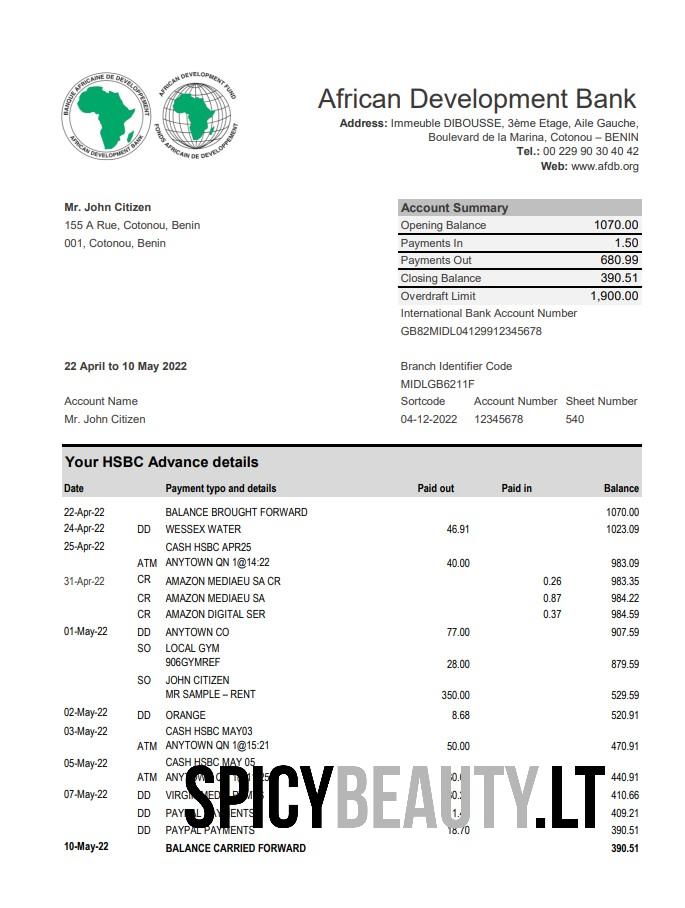 BANQUE AFRICAINE DE DEVELOPPEMENT
AFRICAN DEVELOPMENT BANK
AFRICAN DEVELOPMENT FUND
FONDS AFRICAIN DE DEVELOPPEMENT
African Development Bank
Address: Immeuble DIBOUSSE, 3ème Etage, Aile Gauche,
Boulevard de la Marina, Cotonou – BENIN
Tel.: 00 229 90 30 40 42
Web: www.afdb.org
Mr. John Citizen
155 A Rue, Cotonou, Benin
001, Cotonou, Benin
Account Summary
Opening Balance 1070.00
Payments In 1.50
Payments Out 680.99
Closing Balance 390.51
Overdraft Limit 1,900.00
International Bank Account Number
GB82MIDL04129912345678
22 April to 10 May 2022
Branch Identifier Code
MIDLGB6211F
Account Name
Mr. John Citizen
Sortcode Account Number Sheet Number
04-12-2022 12345678 540
Your HSBC Advance details
Date Payment typo and details Paid out Paid in Balance
22-Apr-22 BALANCE BROUGHT FORWARD 1070.00
24-Apr-22 DD WESSEX WATER 46.91 1023.09
25-Apr-22 CASH HSBC APR25
ATM ANYTOWN QN 1@14:22 40.00 983.09
31-Apr-22 CR AMAZON MEDIAEU SA CR 0.26 983.35
CR AMAZON MEDIAEU SA 0.87 984.22
CR AMAZON DIGITAL SER 0.37 984.59
01-May-22 DD ANYTOWN CO 77.00 907.59
SO LOCAL GYM
906GYMREF 28.00 879.59
SO JOHN CITIZEN
MR SAMPLE – RENT 350.00 529.59
02-May-22 DD ORANGE 8.68 520.91
03-May-22 CASH HSBC MAY03
ATM ANYTOWN QN 1@15:21 50.00 470.91
05-May-22 CASH HSBC MAY 05
ATM 440.91
07-May-22 DD 410.66
DD PAYPAL PAYMENTS 409.21
DD PAYPAL PAYMENTS 18.70 390.51
10-May-22 BALANCE CARRIED FORWARD 390.51
SPICYBEAUTY.LT